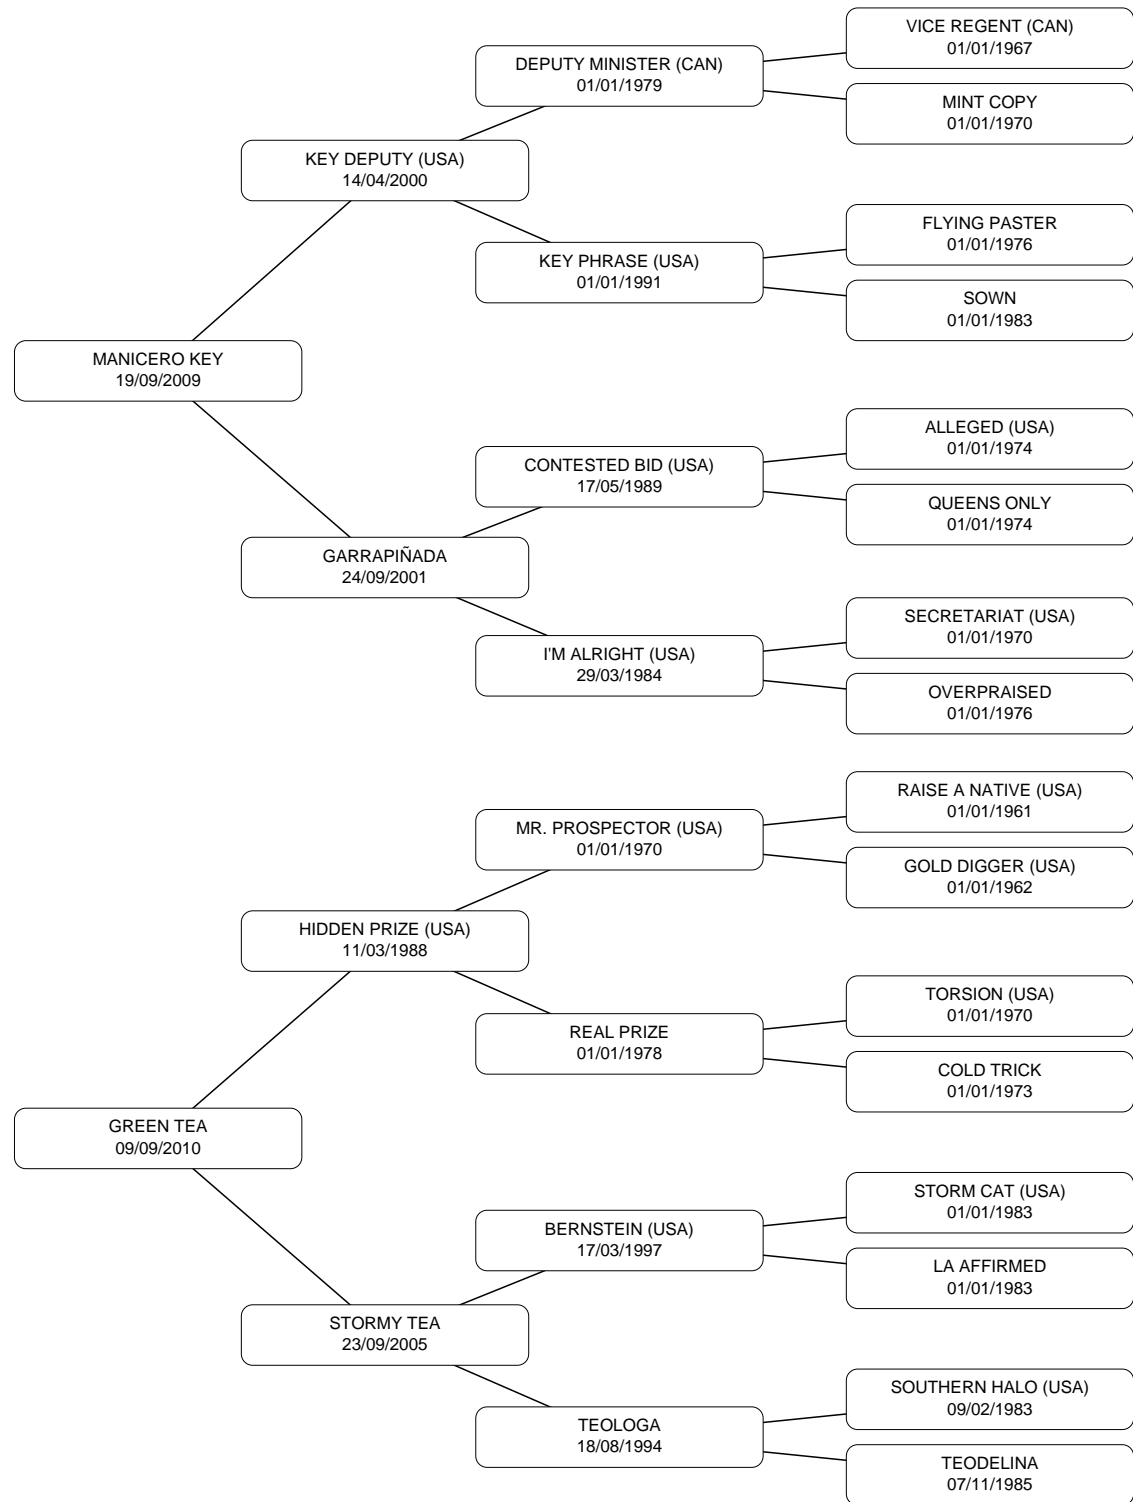 VICE REGENT (CAN)
01/01/1967
DEPUTY MINISTER (CAN)
01/01/1979
MINT COPY
01/01/1970
KEY DEPUTY (USA)
14/04/2000
FLYING PASTER
01/01/1976
KEY PHRASE (USA)
01/01/1991
SOWN
01/01/1983
MANICERO KEY
19/09/2009
ALLEGED (USA)
01/01/1974
CONTESTED BID (USA)
17/05/1989
QUEENS ONLY
01/01/1974
GARRAPIÑADA
24/09/2001
SECRETARIAT (USA)
01/01/1970
I'M ALRIGHT (USA)
29/03/1984
OVERPRAISED
01/01/1976
RAISE A NATIVE (USA)
01/01/1961
MR. PROSPECTOR (USA)
01/01/1970
GOLD DIGGER (USA)
01/01/1962
HIDDEN PRIZE (USA)
11/03/1988
TORSION (USA)
01/01/1970
REAL PRIZE
01/01/1978
COLD TRICK
01/01/1973
GREEN TEA
09/09/2010
STORM CAT (USA)
01/01/1983
BERNSTEIN (USA)
17/03/1997
LA AFFIRMED
01/01/1983
STORMY TEA
23/09/2005
SOUTHERN HALO (USA)
09/02/1983
TEOLOGA
18/08/1994
TEODELINA
07/11/1985